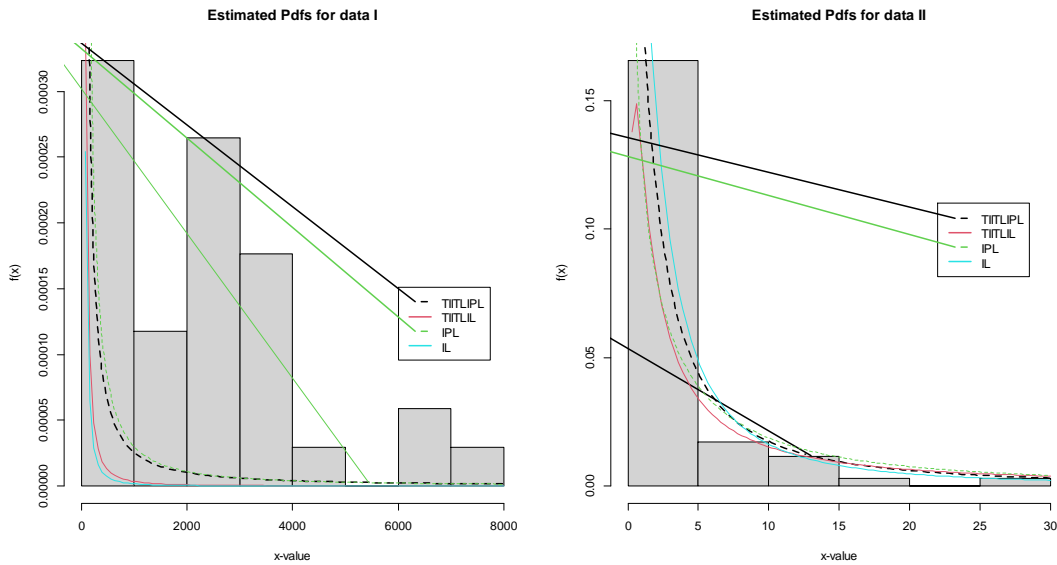 Estimated Pdfs for data I
f(x)
0.00030
0.00025
0.00020
0.00015
0.00010
0.00005
0.00000
TIITLIPL
TIITLIL
IPL
IL
0 2000 4000 6000 8000
x-value
Estimated Pdfs for data II
f(x)
0.15
0.10
0.05
0.00
TIITLIPL
TIITLIL
IPL
IL
0 5 10 15 20 25 30
x-value